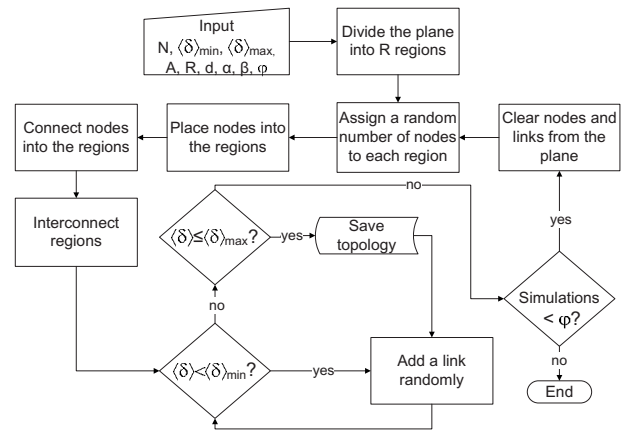 Input
N, ⟨δ⟩min, ⟨δ⟩max,
A, R, d, α, β, φ
Divide the plane
into R regions
Connect nodes
into the regions
Place nodes into
the regions
Assign a random
number of nodes
to each region
Clear nodes and
links from the
plane
Interconnect
regions
no
⟨δ⟩≤⟨δ⟩max?
yes
Save
topology
yes
Simulations
< φ?
no
⟨δ⟩<⟨δ⟩min?
yes
Add a link
randomly
no
End